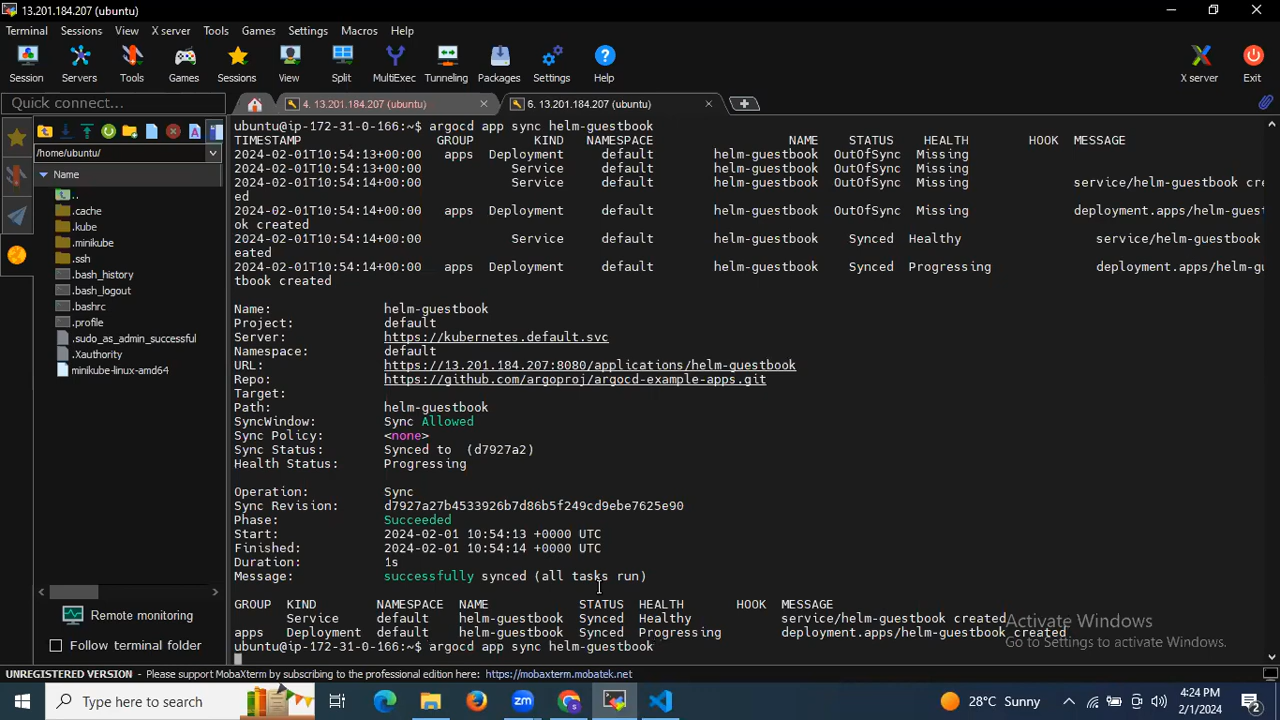 13.201.184.207 (ubuntu)
Terminal Sessions View X server Tools Games Settings Macros Help
Session Servers Tools Games Sessions View Split MultiExec Tunneling Packages Settings Help X server Exit
Quick connect...
4. 13.201.184.207 (ubuntu)
6. 13.201.184.207 (ubuntu)
/home/ubuntu/
Name
..
.cache
.kube
.minikube
.ssh
.bash_history
.bash_logout
.bashrc
.profile
.sudo_as_admin_successful
.Xauthority
minikube-linux-amd64
Remote monitoring
Follow terminal folder
ubuntu@ip-172-31-0-166:~$ argocd app sync helm-guestbook
TIMESTAMP GROUP KIND NAMESPACE NAME STATUS HEALTH HOOK MESSAGE
2024-02-01T10:54:13+00:00 apps Deployment default helm-guestbook OutOfSync Missing
2024-02-01T10:54:13+00:00 Service default helm-guestbook OutOfSync Missing
2024-02-01T10:54:14+00:00 Service default helm-guestbook OutOfSync Missing service/helm-guestbook cre
ed
2024-02-01T10:54:14+00:00 apps Deployment default helm-guestbook OutOfSync Missing deployment.apps/helm-guest
ok created
2024-02-01T10:54:14+00:00 Service default helm-guestbook Synced Healthy service/helm-guestbook
eated
2024-02-01T10:54:14+00:00 apps Deployment default helm-guestbook Synced Progressing deployment.apps/helm-gu
tbook created
Name: helm-guestbook
Project: default
Server: https://kubernetes.default.svc
Namespace: default
URL: https://13.201.184.207:8080/applications/helm-guestbook
Repo: https://github.com/argoproj/argocd-example-apps.git
Target:
Path: helm-guestbook
SyncWindow: Sync Allowed
Sync Policy: <none>
Sync Status: Synced to (d7927a2)
Health Status: Progressing
Operation: Sync
Sync Revision: d7927a27b4533926b7d86b5f249cd9ebe7625e90
Phase: Succeeded
Start: 2024-02-01 10:54:13 +0000 UTC
Finished: 2024-02-01 10:54:14 +0000 UTC
Duration: 1s
Message: successfully synced (all tasks run)
GROUP KIND NAMESPACE NAME STATUS HEALTH HOOK MESSAGE
Service default helm-guestbook Synced Healthy service/helm-guestbook created
apps Deployment default helm-guestbook Synced Progressing deployment.apps/helm-guestbook created
ubuntu@ip-172-31-0-166:~$ argocd app sync helm-guestbook
Activate Windows
Go to Settings to activate Windows.
UNREGISTERED VERSION - Please support MobaXterm by subscribing to the professional edition here: https://mobaxterm.mobatek.net
Type here to search
zm
28°C Sunny
4:24 PM
2/1/2024
2